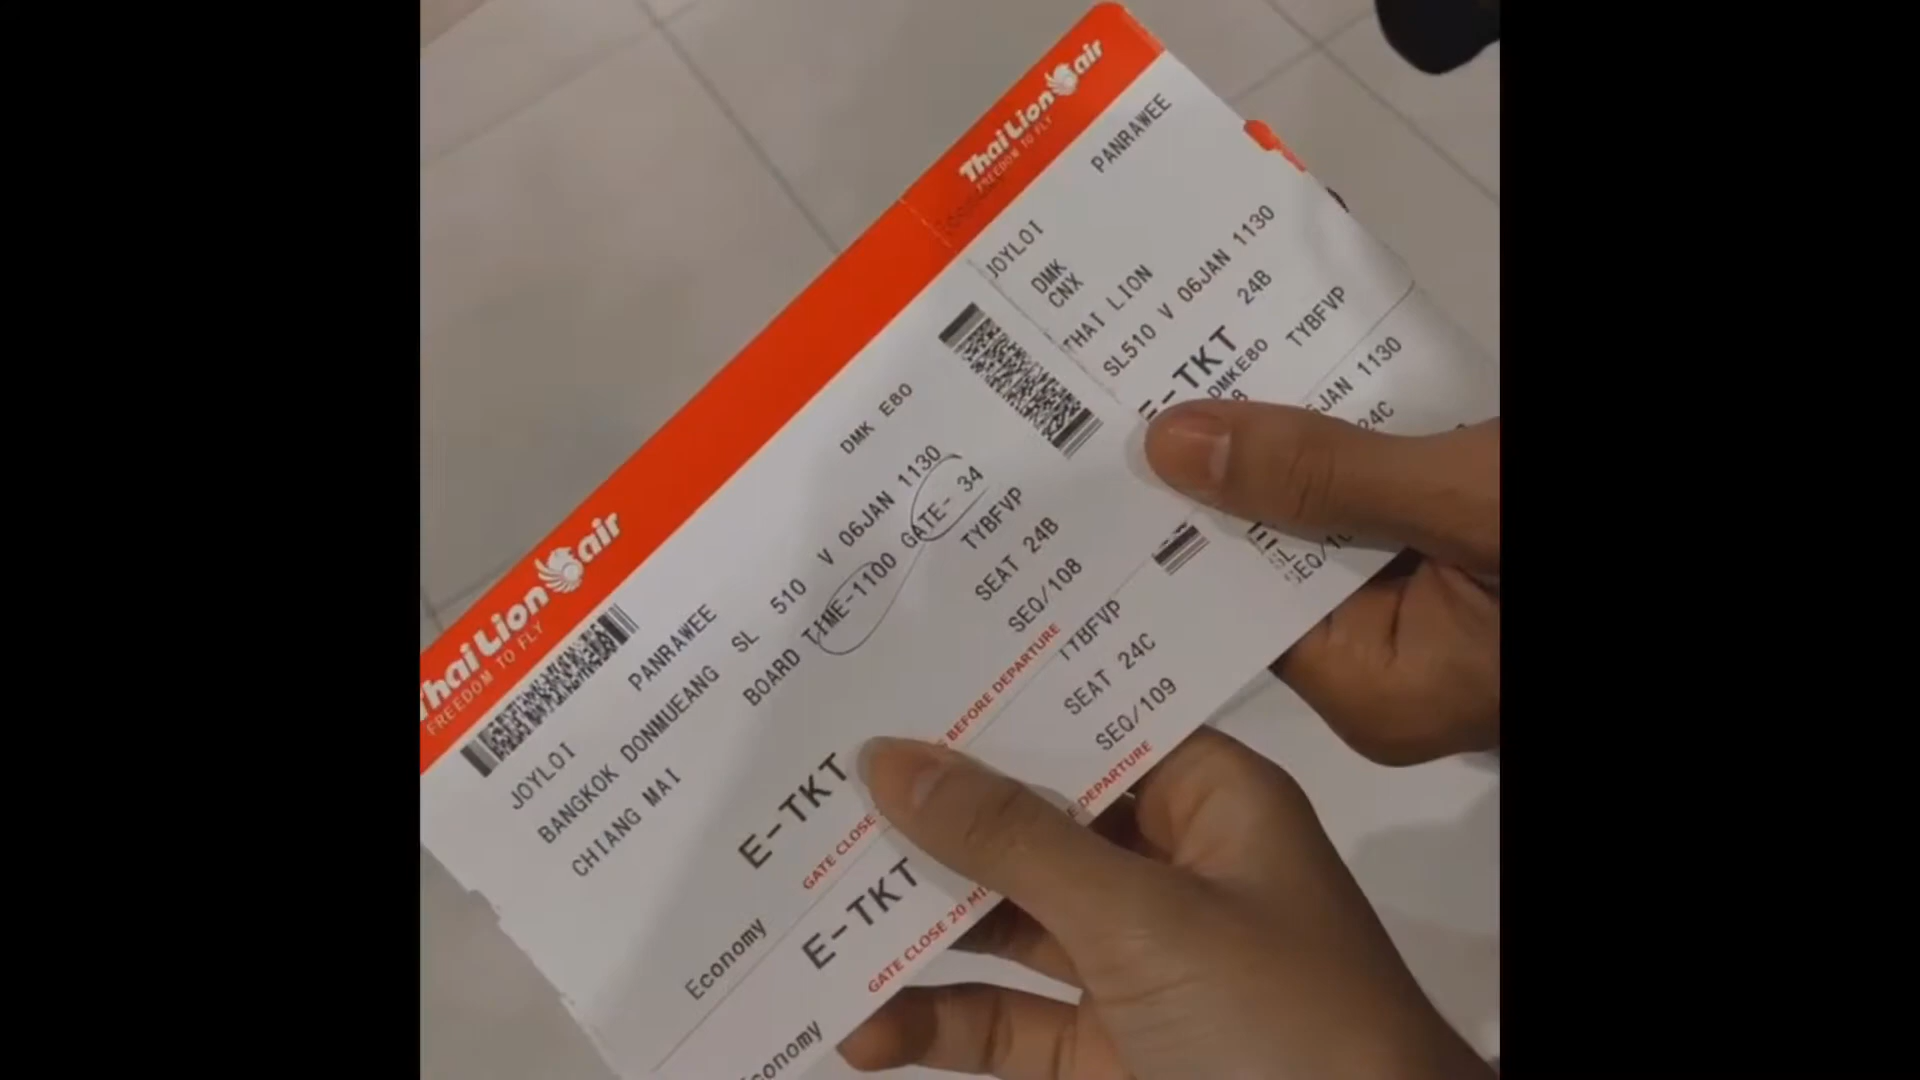 Thai Lion air
FREEDOM TO FLY
JOYLOI PANRAWEE
DMK
CNX
THAI LION
SL510 V 06JAN 1130
24B
E-TKT
DMKE80
TYBFVP
Thai Lion air
FREEDOM TO FLY
JOYLOI PANRAWEE
DMK E80
BANGKOK DONMUEANG SL 510 V 06JAN 1130
CHIANG MAI BOARD TIME-1100 GATE- 34
TYBFVP
SEAT 24B
E-TKT SEQ/108
GATE CLOSE BEFORE DEPARTURE
Economy
JAN 1130
24C
TYBFVP
SEAT 24C
E-TKT SEQ/109
GATE CLOSE 20 DEPARTURE